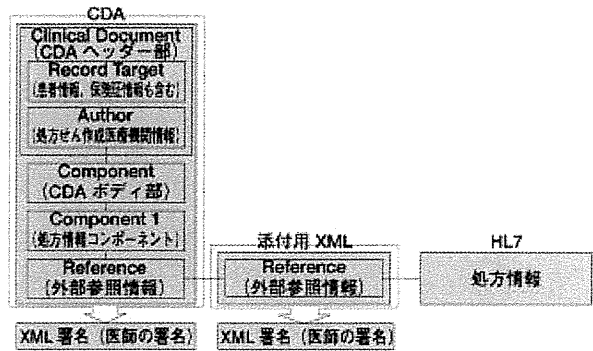 CDA
Clinical Document
(CDA ヘッダー部)
Record Target
(患者情報, 保険証情報も含む)
Author
(処方せん作成医療機関情報)
Component
(CDA ボディ部)
Component 1
(処方情報コンポーネント)
Reference
(外部参照情報)
XML 署名 (医師の署名)
添付用 XML
Reference
(外部参照情報)
XML 署名 (医師の署名)
HL7
処方情報